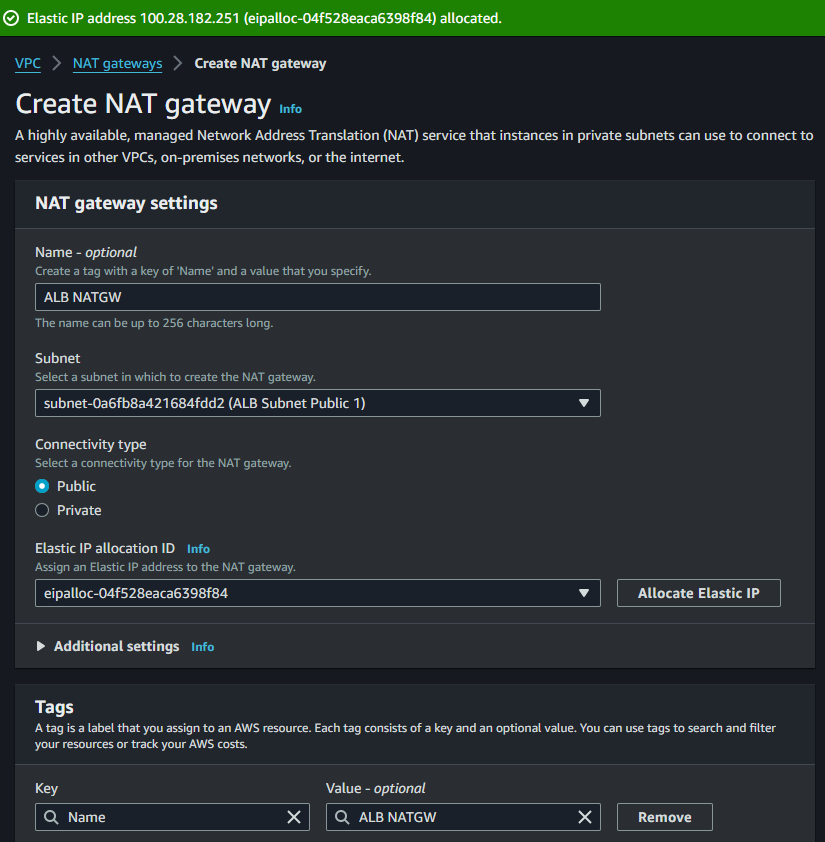 Elastic IP address 100.28.182.251 (eipalloc-04f528eaca6398f84) allocated.
VPC > NAT gateways > Create NAT gateway
Create NAT gateway Info
A highly available, managed Network Address Translation (NAT) service that instances in private subnets can use to connect to
services in other VPCs, on-premises networks, or the internet.
NAT gateway settings
Name - optional
Create a tag with a key of 'Name' and a value that you specify.
ALB NATGW
The name can be up to 256 characters long.
Subnet
Select a subnet in which to create the NAT gateway.
subnet-0a6fb8a421684fdd2 (ALB Subnet Public 1)
Connectivity type
Select a connectivity type for the NAT gateway.
Public
Private
Elastic IP allocation ID Info
Assign an Elastic IP address to the NAT gateway.
eipalloc-04f528eaca6398f84 Allocate Elastic IP
Additional settings Info
Tags
A tag is a label that you assign to an AWS resource. Each tag consists of a key and an optional value. You can use tags to search and filter
your resources or track your AWS costs.
Key Value - optional
Name ALB NATGW Remove